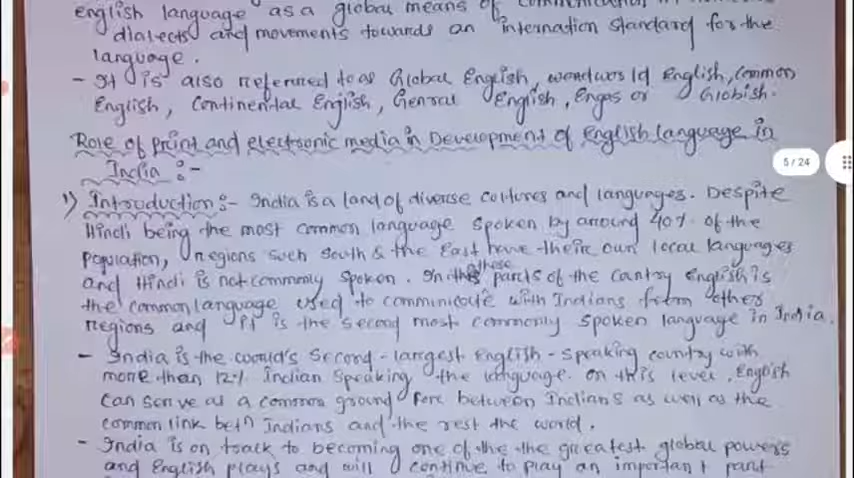 english language as a global means of communication in numerous
dialects and movements towards an internation standard for the
language.
- It is also referred to as Global English, wordwor ld English, Common
English, Continental English, General English, Engas or Globish.
Role of print and electronic media in Development of English language in
India :-
5 / 24
1) Introduction :- India is a land of diverse cultures and languages. Despite
Hindi being the most common language spoken by around 40% of the
population, regions such south & the East have their own local languages
and Hindi is not commonly spoken. In these parts of the cantry English is
the common language used to comminicate with Indians from other
regions and it is the second most commonly spoken language in India.
- India is the world's second-largest English-speaking country with
more than 12% Indian speaking the language. on this level, English
can serve as a common ground fore between Indians as well as the
common link betn Indians and the rest the world.
- India is on track to becoming one of the the greatest global powers
and English plays and will continue to play an important part